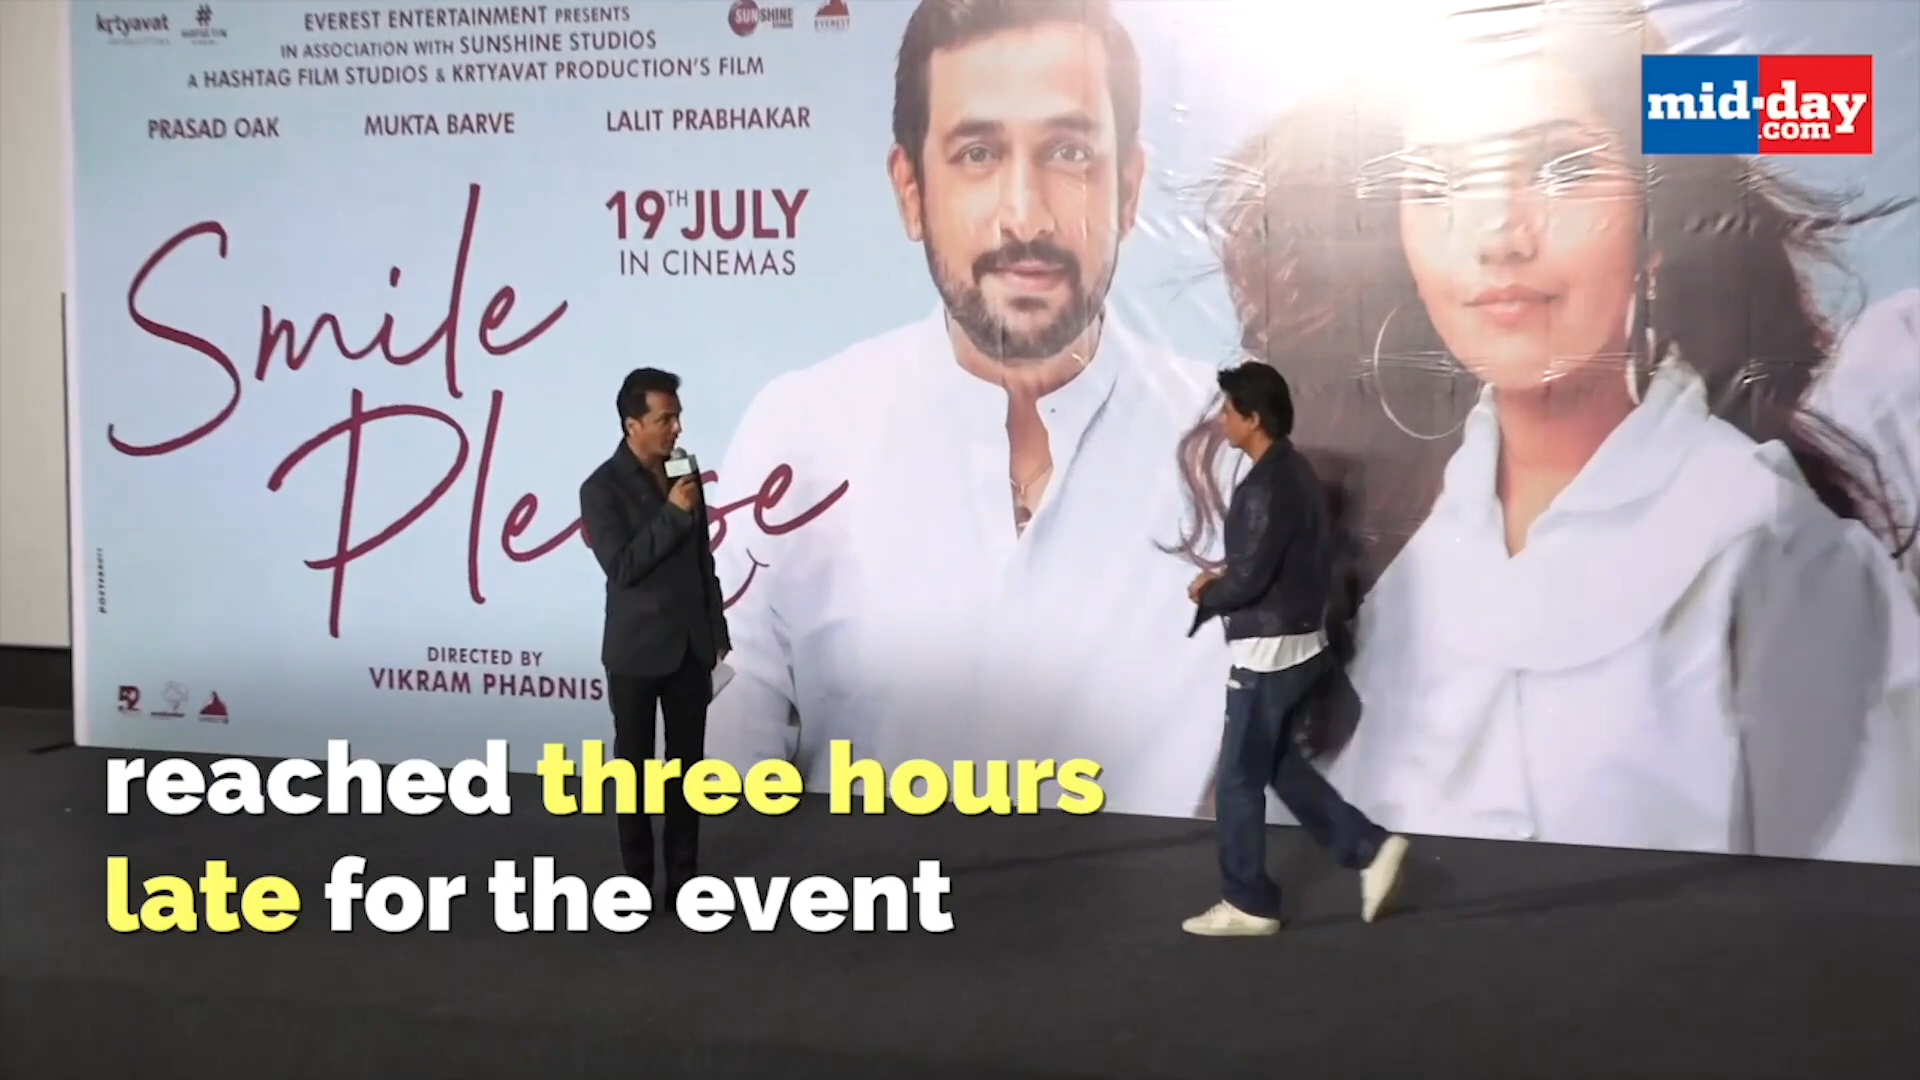 krtyavat
#
EVEREST ENTERTAINMENT PRESENTS
IN ASSOCIATION WITH SUNSHINE STUDIOS
A HASHTAG FILM STUDIOS & KRTYAVAT PRODUCTION'S FILM
SUNSHINE
EVEREST
PRASAD OAK MUKTA BARVE LALIT PRABHAKAR
19TH JULY
IN CINEMAS
Smile
Please
DIRECTED BY
VIKRAM PHADNIS
mid-day
.com
reached three hours
late for the event